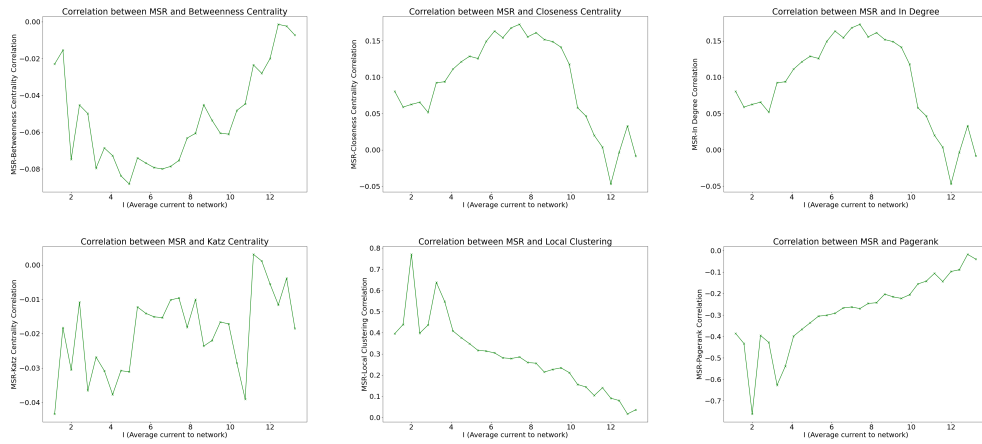 Correlation between MSR and Betweenness Centrality
MSR-Betweenness Centrality Correlation
0.00
−0.02
−0.04
−0.06
−0.08
2 4 6 8 10 12
I (Average current to network)
Correlation between MSR and Closeness Centrality
MSR-Closeness Centrality Correlation
0.15
0.10
0.05
0.00
−0.05
2 4 6 8 10 12
I (Average current to network)
Correlation between MSR and In Degree
MSR-In Degree Correlation
0.15
0.10
0.05
0.00
−0.05
2 4 6 8 10 12
I (Average current to network)
Correlation between MSR and Katz Centrality
MSR-Katz Centrality Correlation
0.00
−0.01
−0.02
−0.03
−0.04
2 4 6 8 10 12
I (Average current to network)
Correlation between MSR and Local Clustering
MSR-Local Clustering Correlation
0.8
0.7
0.6
0.5
0.4
0.3
0.2
0.1
0.0
2 4 6 8 10 12
I (Average current to network)
Correlation between MSR and Pagerank
MSR-Pagerank Correlation
0.0
−0.1
−0.2
−0.3
−0.4
−0.5
−0.6
−0.7
2 4 6 8 10 12
I (Average current to network)